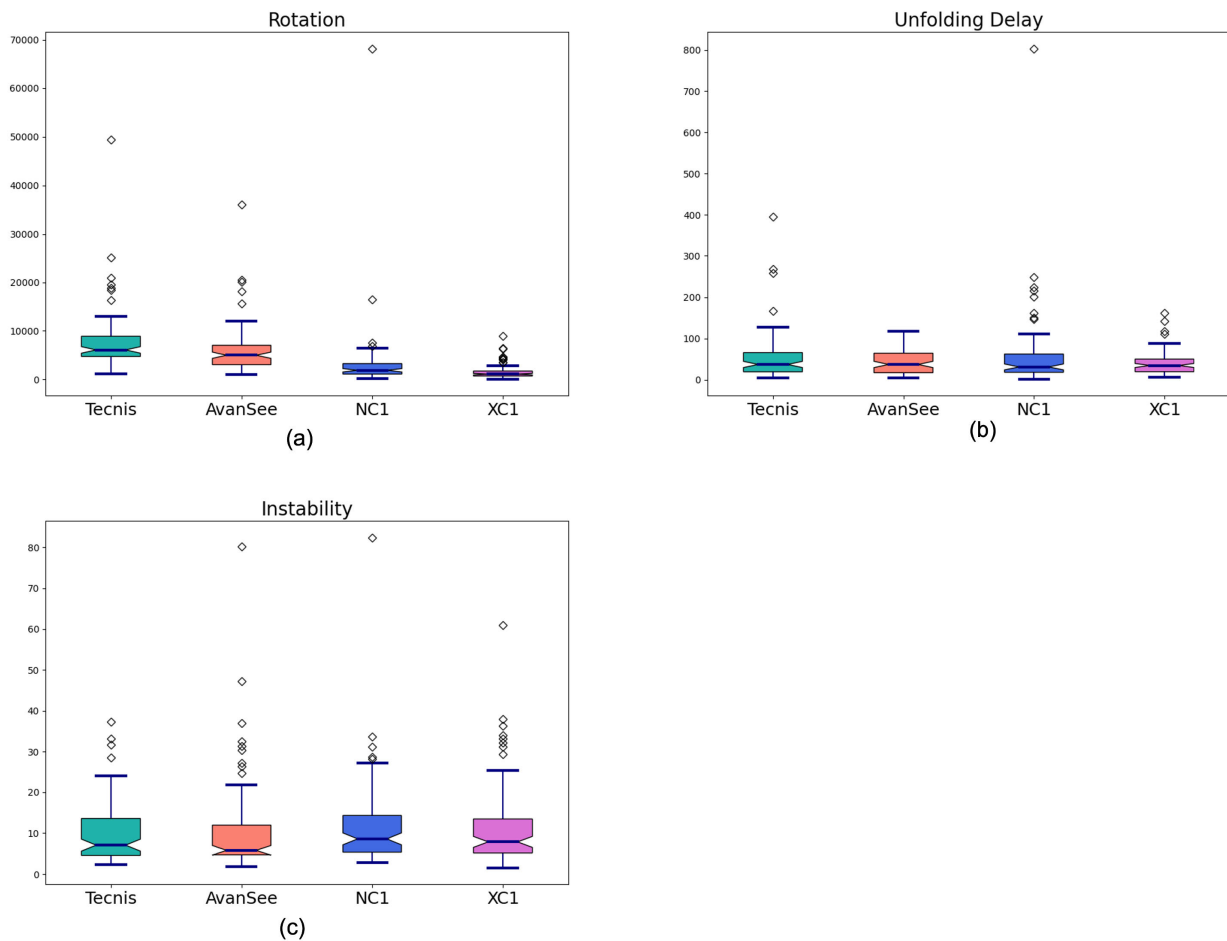 Rotation
70000
60000
50000
40000
30000
20000
10000
0
Tecnis AvanSee NC1 XC1
(a)
Unfolding Delay
800
700
600
500
400
300
200
100
0
Tecnis AvanSee NC1 XC1
(b)
Instability
80
70
60
50
40
30
20
10
0
Tecnis AvanSee NC1 XC1
(c)